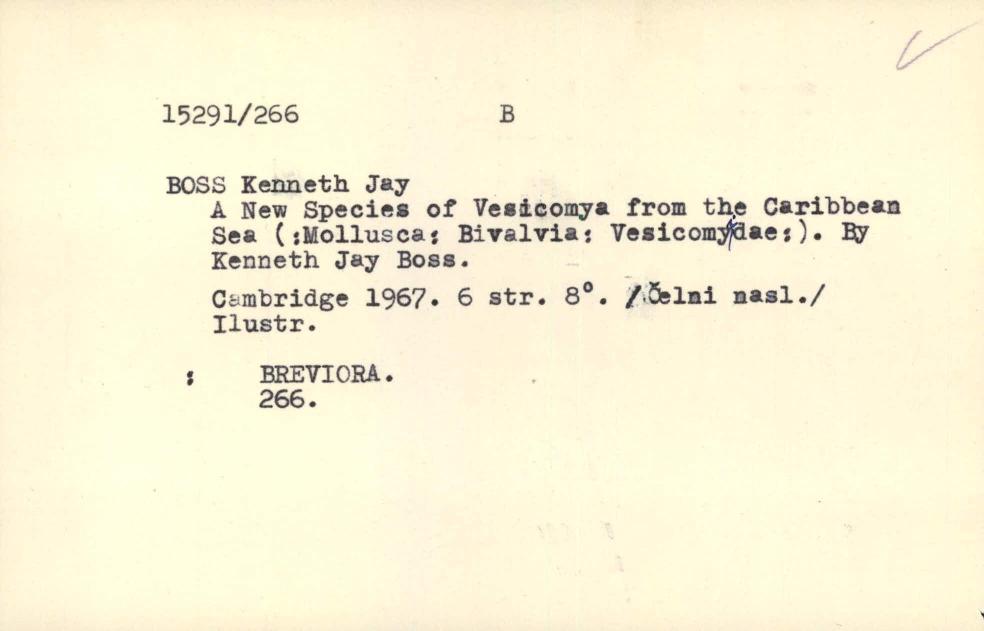 15291/266 B
BOSS Kenneth Jay
A New Species of Vesicomya from the Caribbean
Sea (:Mollusca: Bivalvia: Vesicomyidae:). By
Kenneth Jay Boss.
Cambridge 1967. 6 str. 8°. /Čelni nasl./
Ilustr.
: BREVIORA.
266.